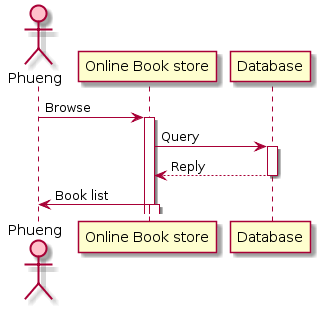 Phueng
Online Book store
Database
Browse
Query
Reply
Book list
Phueng
Online Book store
Database